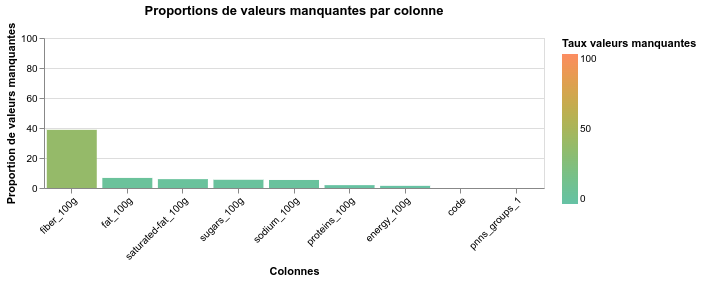 Proportions de valeurs manquantes par colonne
Proportion de valeurs manquantes
100
80
60
40
20
0
fiber_100g
fat_100g
saturated-fat_100g
sugars_100g
sodium_100g
proteins_100g
energy_100g
code
pnns_groups_1
Colonnes
Taux valeurs manquantes
100
50
0